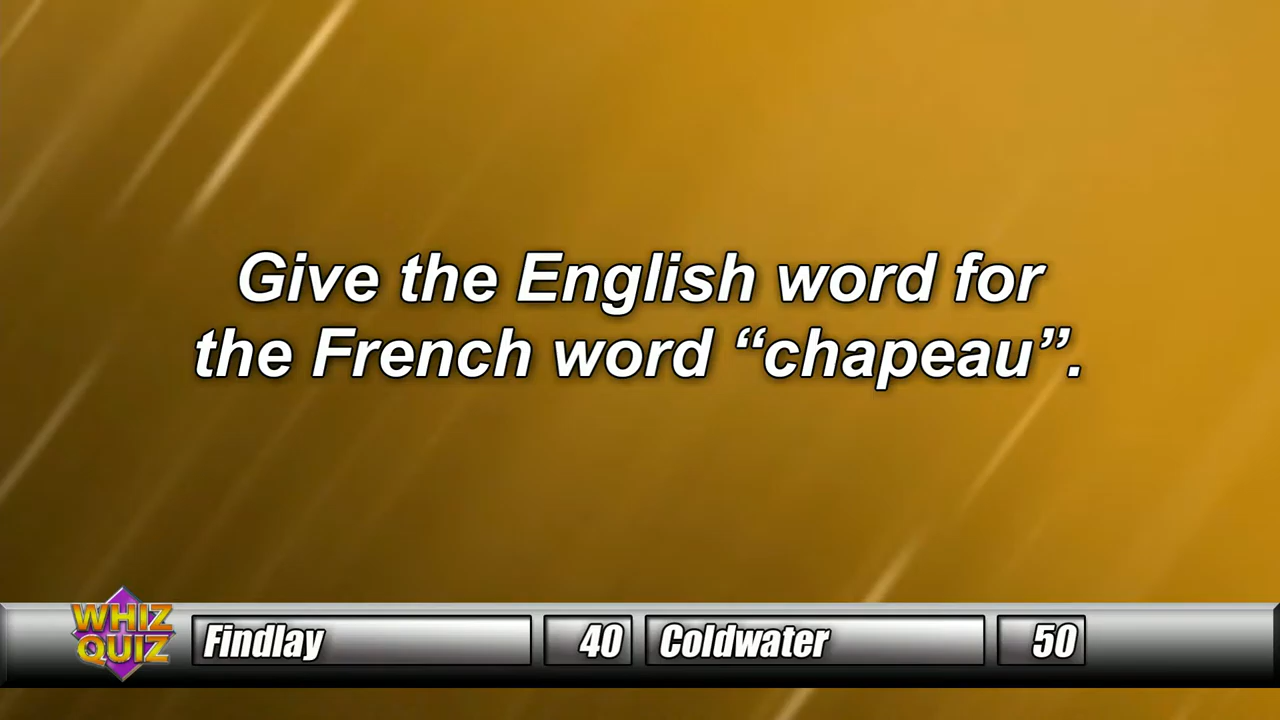 Give the English word for
the French word “chapeau”.
WHIZ
QUIZ
Findlay 40 Coldwater 50